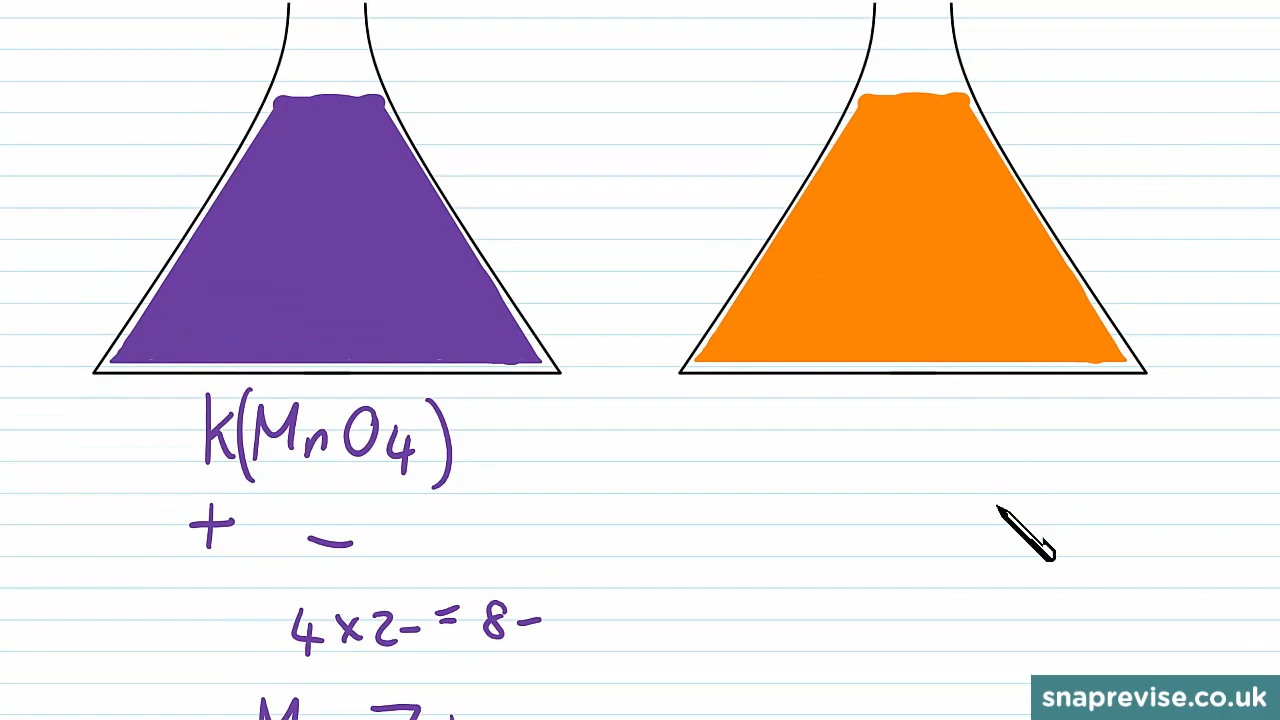 K(MnO4)
+ -
4 x 2- = 8-
snaprevise.co.uk